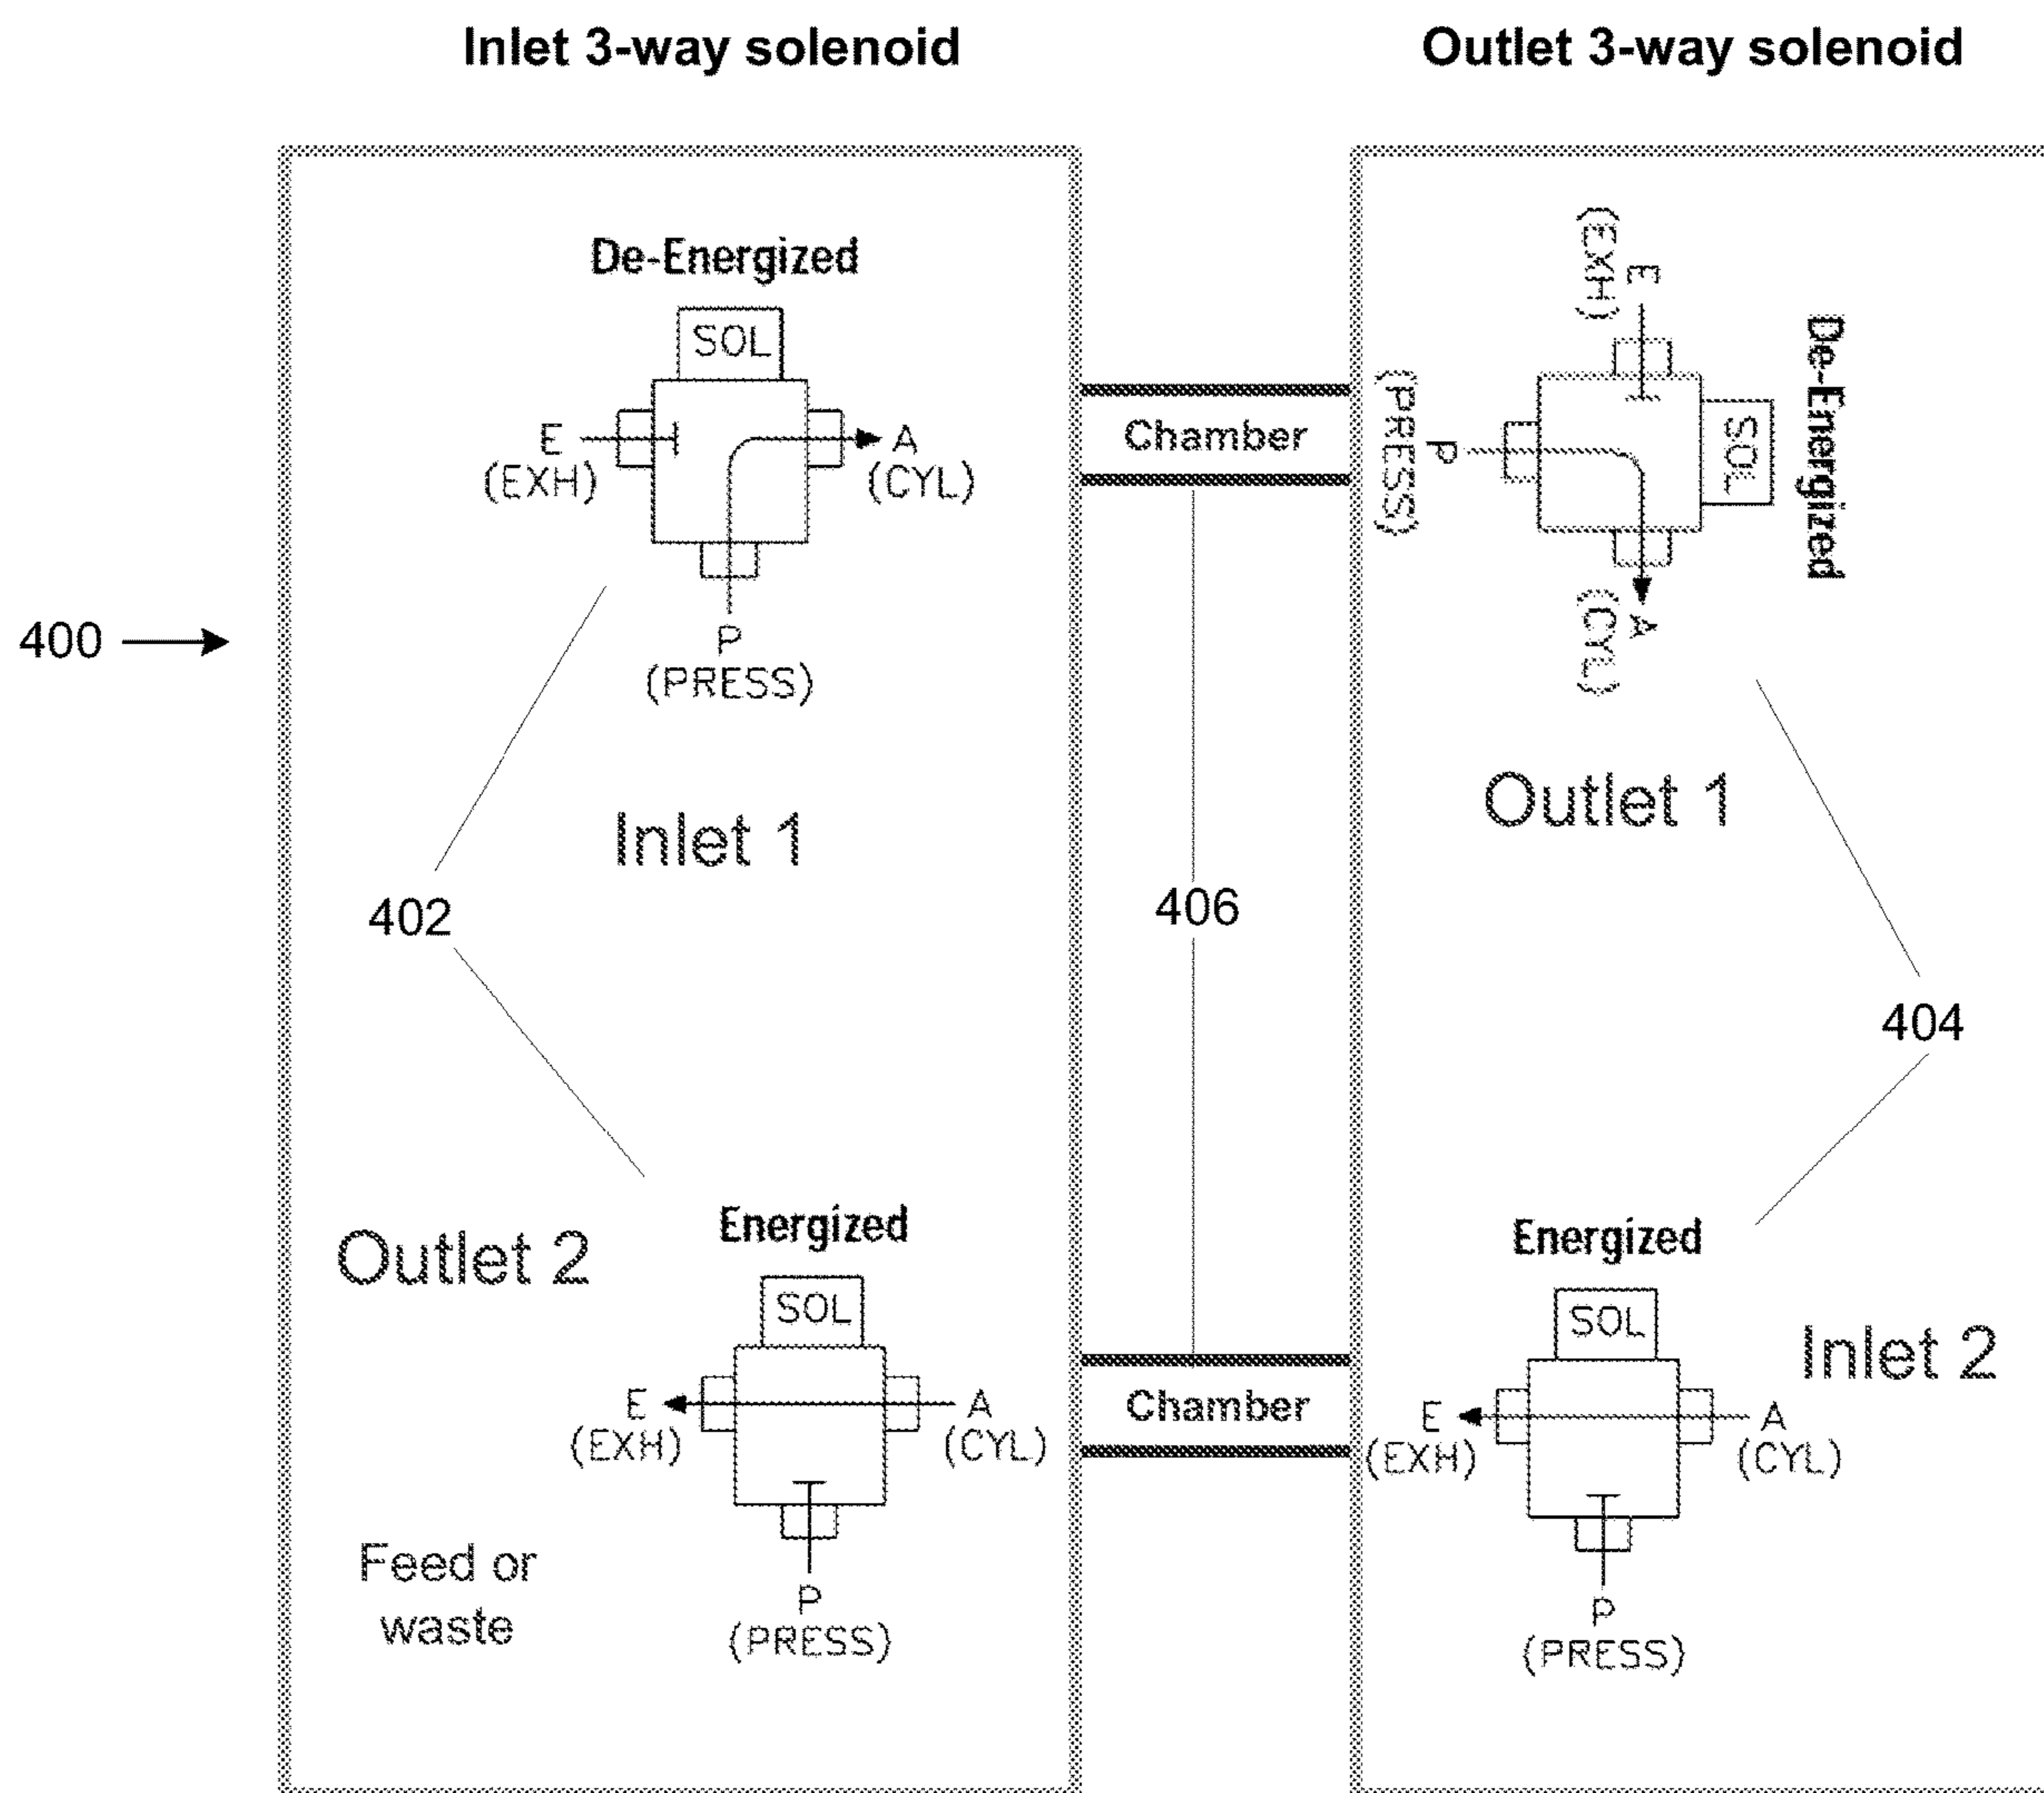 Inlet 3-way solenoid
Outlet 3-way solenoid
De-Energized
SOL
E
(EXH)
A
(CYL)
P
(PRESS)
Inlet 1
Chamber
E
(EXH)
P
(PRESS)
SOL
De-Energized
A
(CYL)
Outlet 1
400
402
406
404
Outlet 2
Energized
SOL
E
(EXH)
A
(CYL)
P
(PRESS)
Feed or
waste
Chamber
Energized
SOL
Inlet 2
E
(EXH)
A
(CYL)
P
(PRESS)